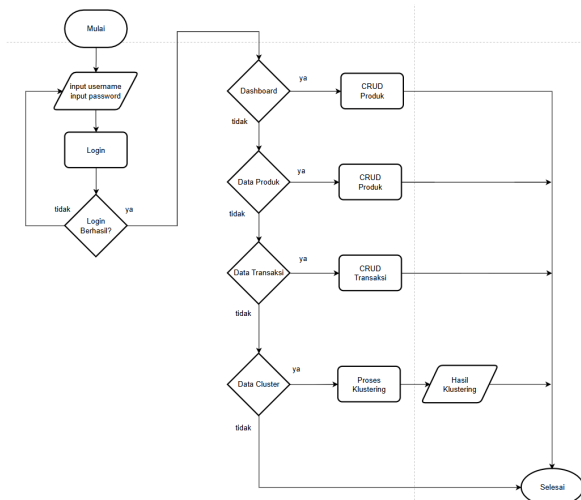 Mulai
input username
input password
Login
tidak
ya
Login
Berhasil?
Dashboard
ya
CRUD
Produk
tidak
Data Produk
ya
CRUD
Produk
tidak
Data Transaksi
ya
CRUD
Transaksi
tidak
Data Cluster
ya
Proses
Klustering
Hasil
Klustering
tidak
Selesai